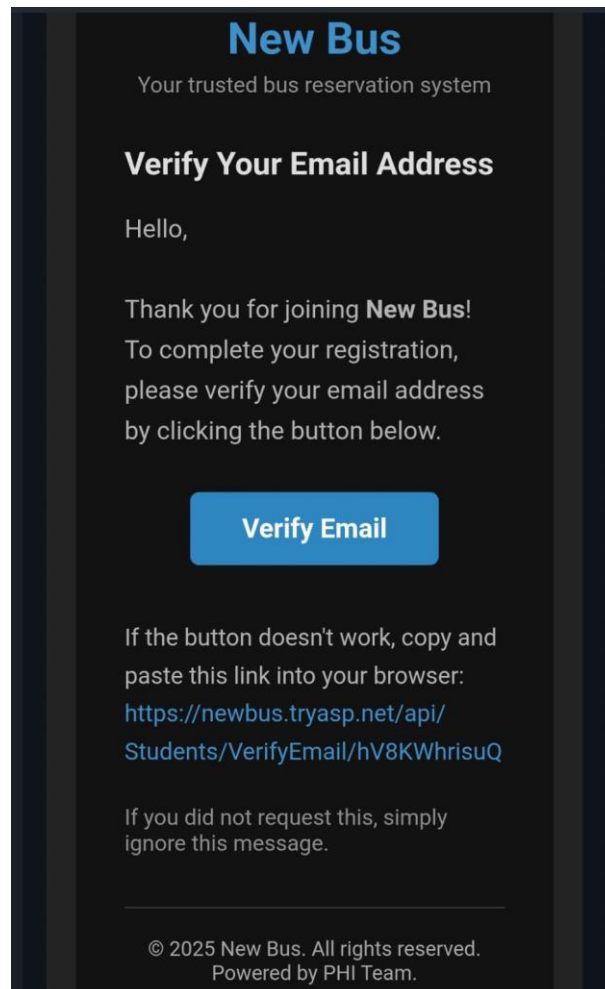 New Bus
Your trusted bus reservation system
Verify Your Email Address
Hello,
Thank you for joining New Bus!
To complete your registration,
please verify your email address
by clicking the button below.
Verify Email
If the button doesn't work, copy and
paste this link into your browser:
https://newbus.tryasp.net/api/
Students/VerifyEmail/hV8KWhrisuQ
If you did not request this, simply
ignore this message.
© 2025 New Bus. All rights reserved.
Powered by PHI Team.